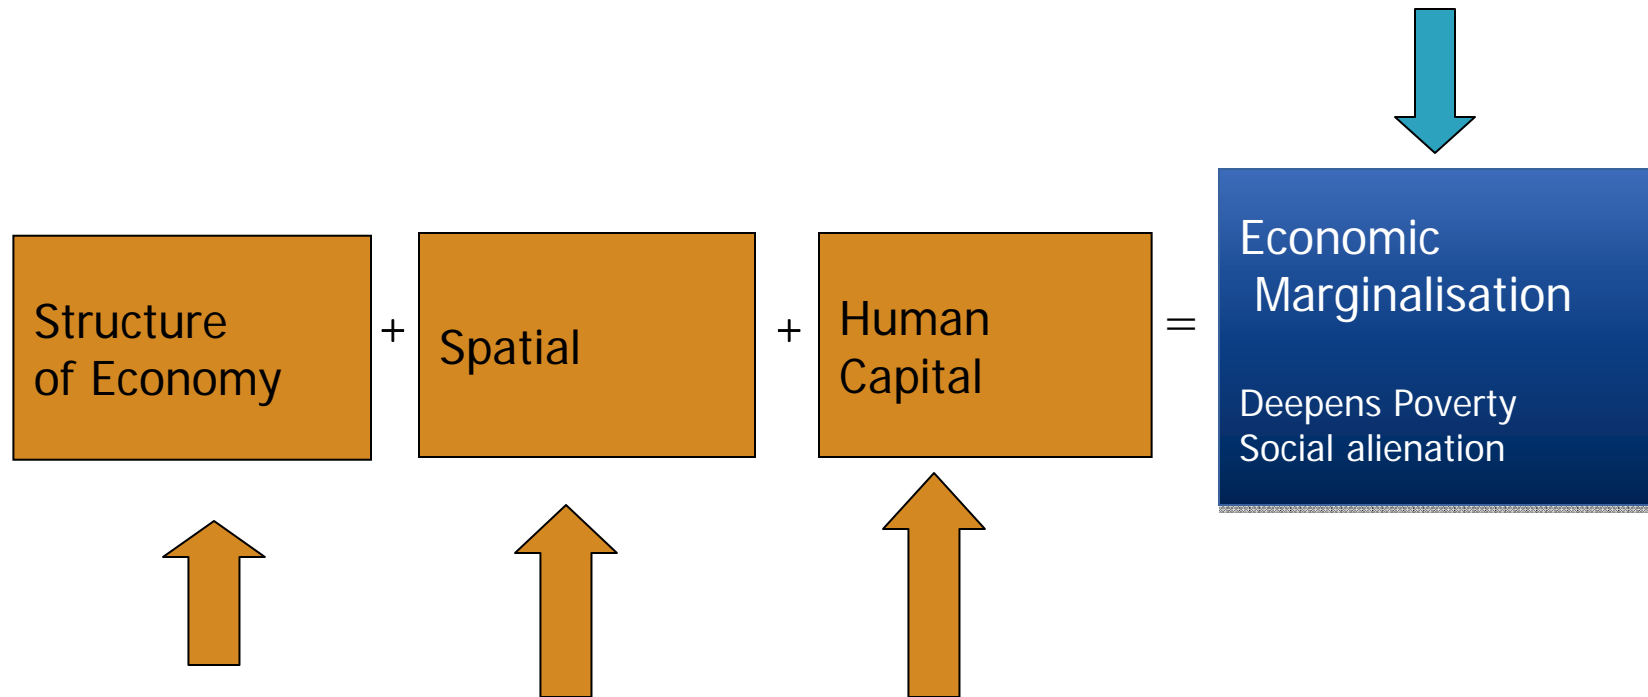 Structure
of Economy
+
Spatial
+
Human
Capital
=
Economic
Marginalisation
Deepens Poverty
Social alienation